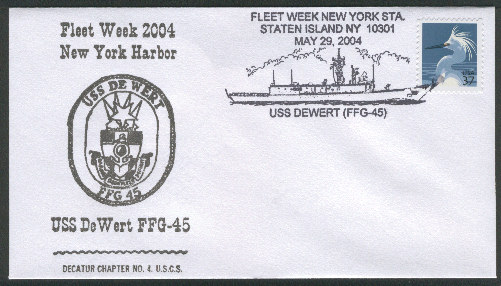 Fleet Week 2004
New York Harbor
USS DE WERT
FFG 45
USS DeWert FFG-45
DECATUR CHAPTER NO. 4, U.S.C.S.
FLEET WEEK NEW YORK STA.
STATEN ISLAND NY 10301
MAY 29, 2004
USS DEWERT (FFG-45)
USA
37